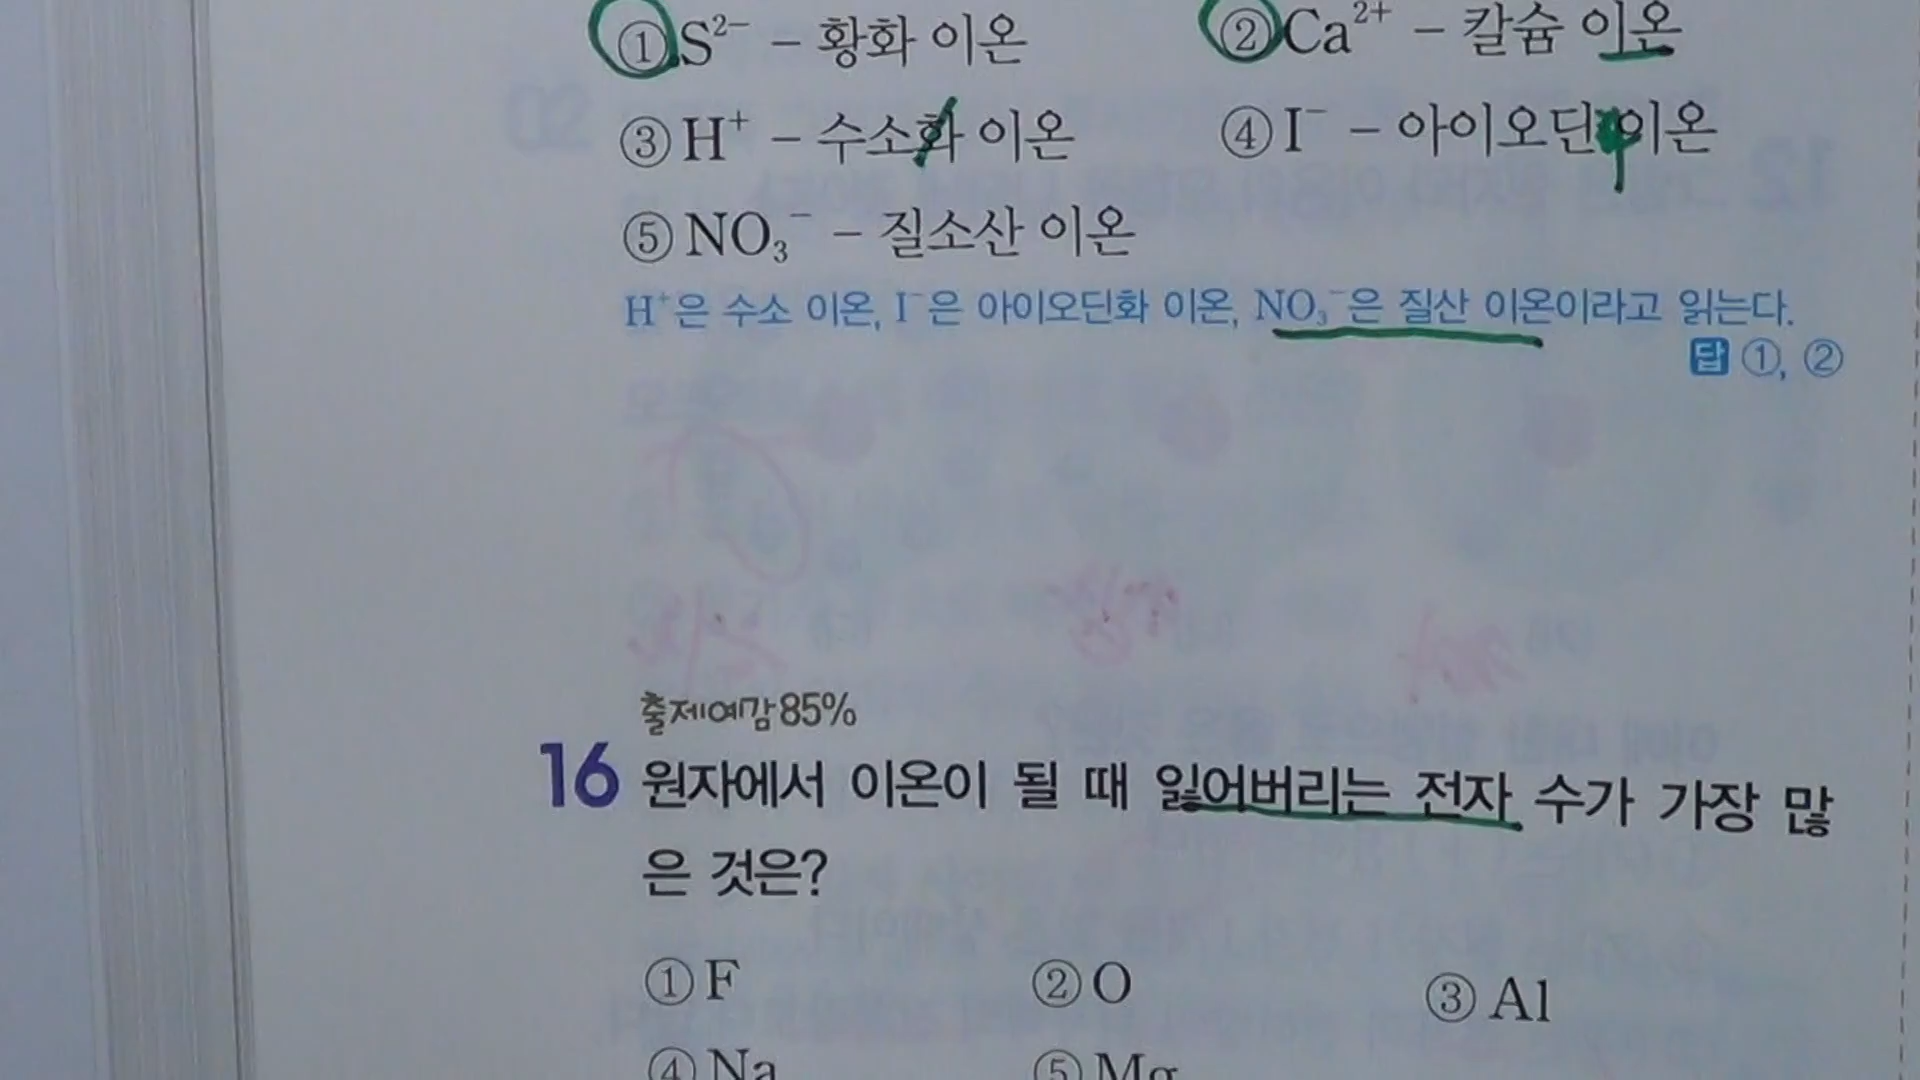 ① S²⁻ – 황화 이온 ② Ca²⁺ – 칼슘 이온
③ H⁺ – 수소화 이온 ④ I⁻ – 아이오딘 이온
⑤ NO₃⁻ – 질소산 이온
H⁺은 수소 이온, I⁻은 아이오딘화 이온, NO₃⁻은 질산 이온이라고 읽는다.
답 ①, ②
출제예감 85%
16 원자에서 이온이 될 때 잃어버리는 전자 수가 가장 많
은 것은?
① F ② O ③ Al
④ Na ⑤ Mg